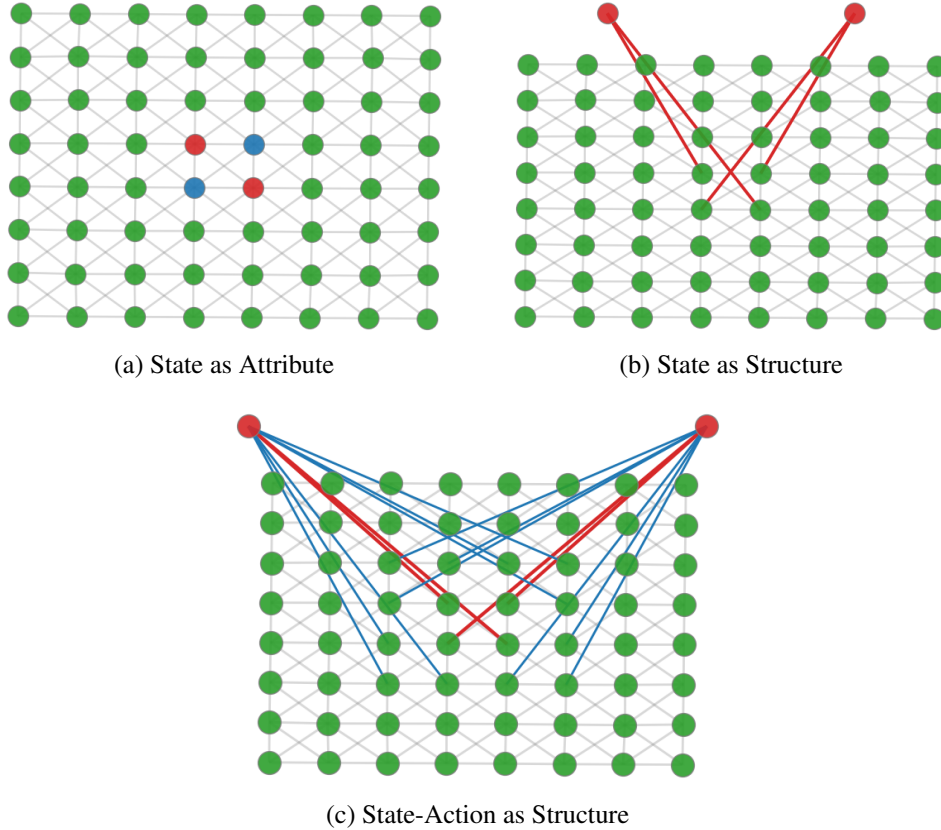 (a) State as Attribute
(b) State as Structure
(c) State-Action as Structure